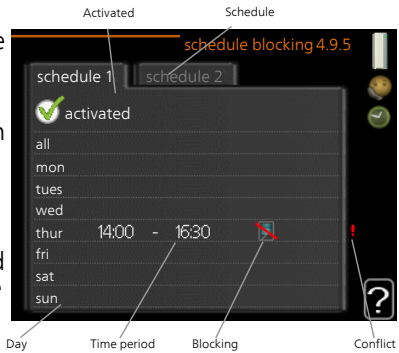 Activated Schedule
e
schedule blocking 4.9.5
schedule 1 schedule 2
activated
n
all
mon
tues
wed
thur 14:00 - 16:30 !
d fri
sat
sun ?
Day Time period Blocking Conflict